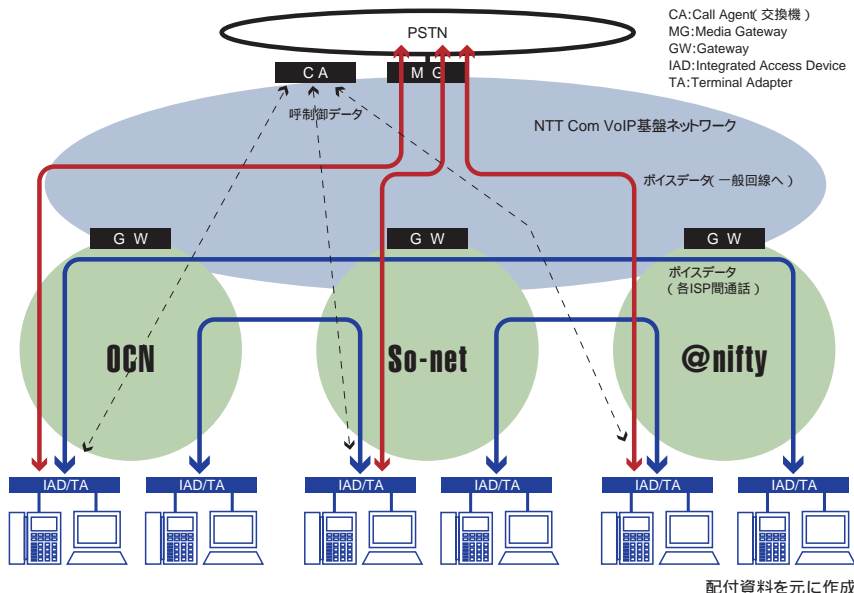 PSTN
CA:Call Agent(交換機)
MG:Media Gateway
GW:Gateway
IAD:Integrated Access Device
TA:Terminal Adapter
CA
MG
呼制御データ
NTT Com VoIP基盤ネットワーク
ボイスデータ(一般回線へ)
GW
GW
GW
ボイスデータ
(各ISP間通話)
OCN
So-net
@nifty
IAD/TA
IAD/TA
IAD/TA
IAD/TA
IAD/TA
IAD/TA
配付資料を元に作成